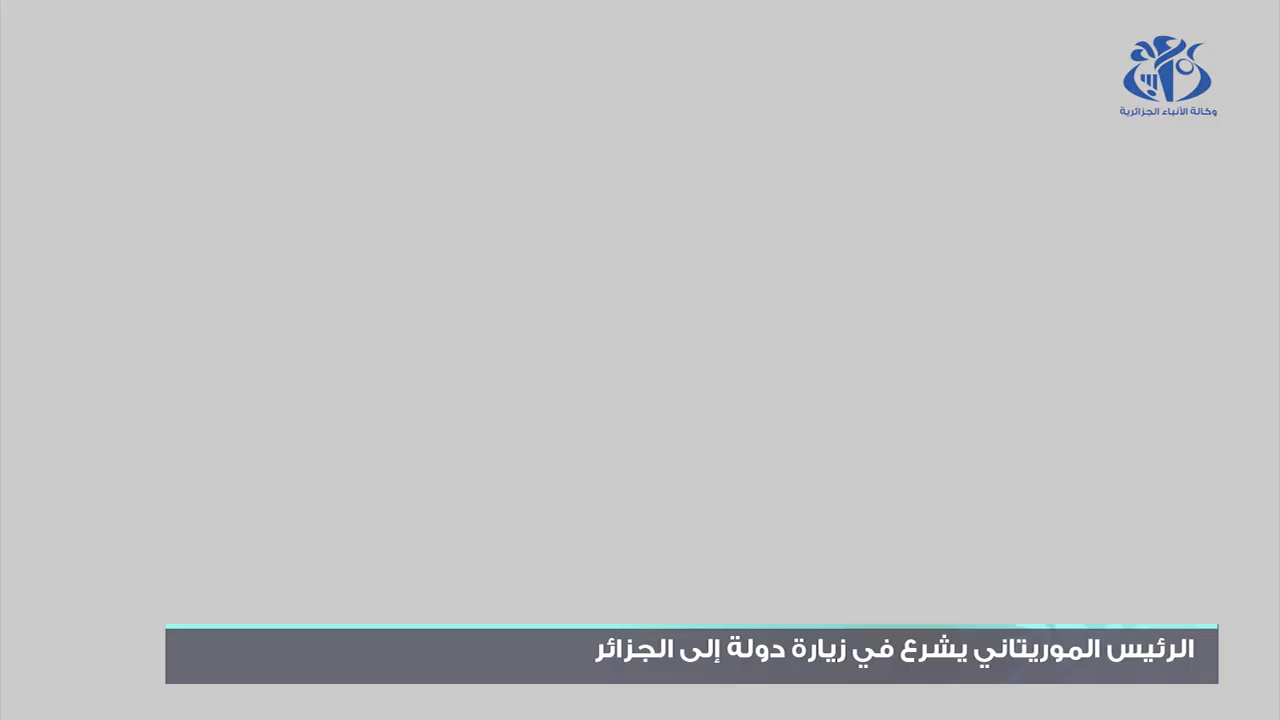 وكالة الأنباء الجزائرية
الرئيس الموريتاني يشرع في زيارة دولة إلى الجزائر